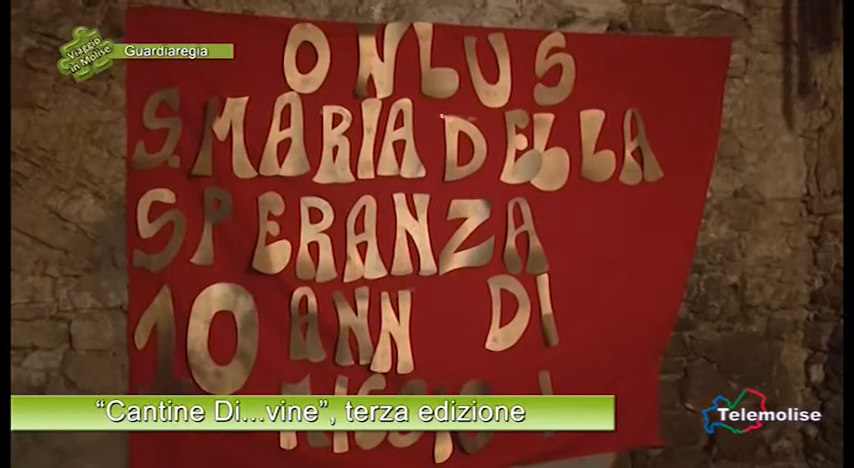 Viaggio
in Molise
Guardiaregia
ONLUS
S. MARIA DELLA
SPERANZA
10 ANN DI
"Cantine Di...vine", terza edizione
Telemolise